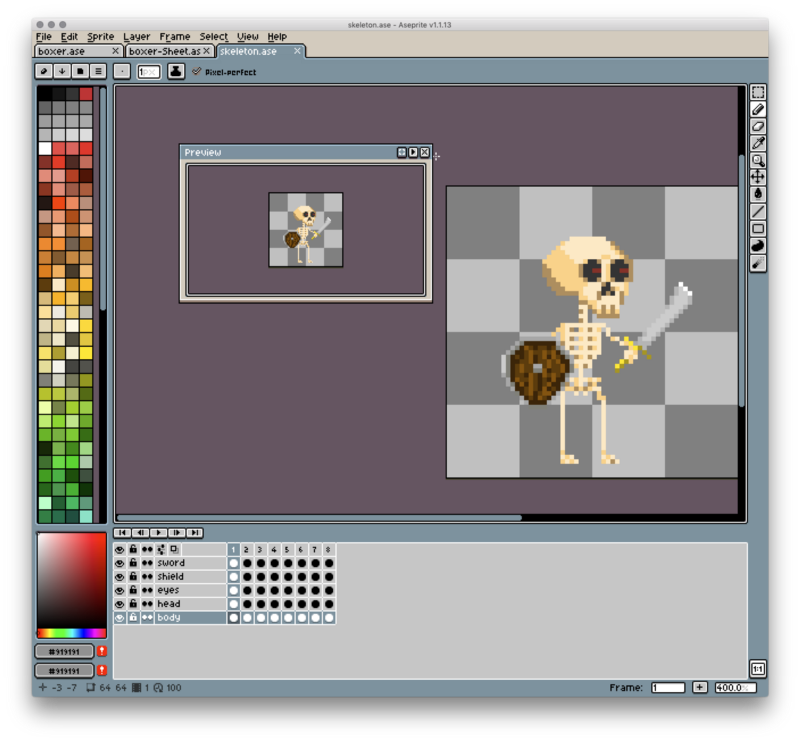 skeleton.ase - Aseprite v1.1.13
File Edit Sprite Layer Frame Select View Help
boxer.ase boxer-Sheet.as skeleton.ase
Pixel-perfect
Preview
1 2 3 4 5 6 7 8
sword
shield
eyes
head
body
#919191
#919191
1:1
-3 -7 64 64 1 100 Frame: 1 400.0